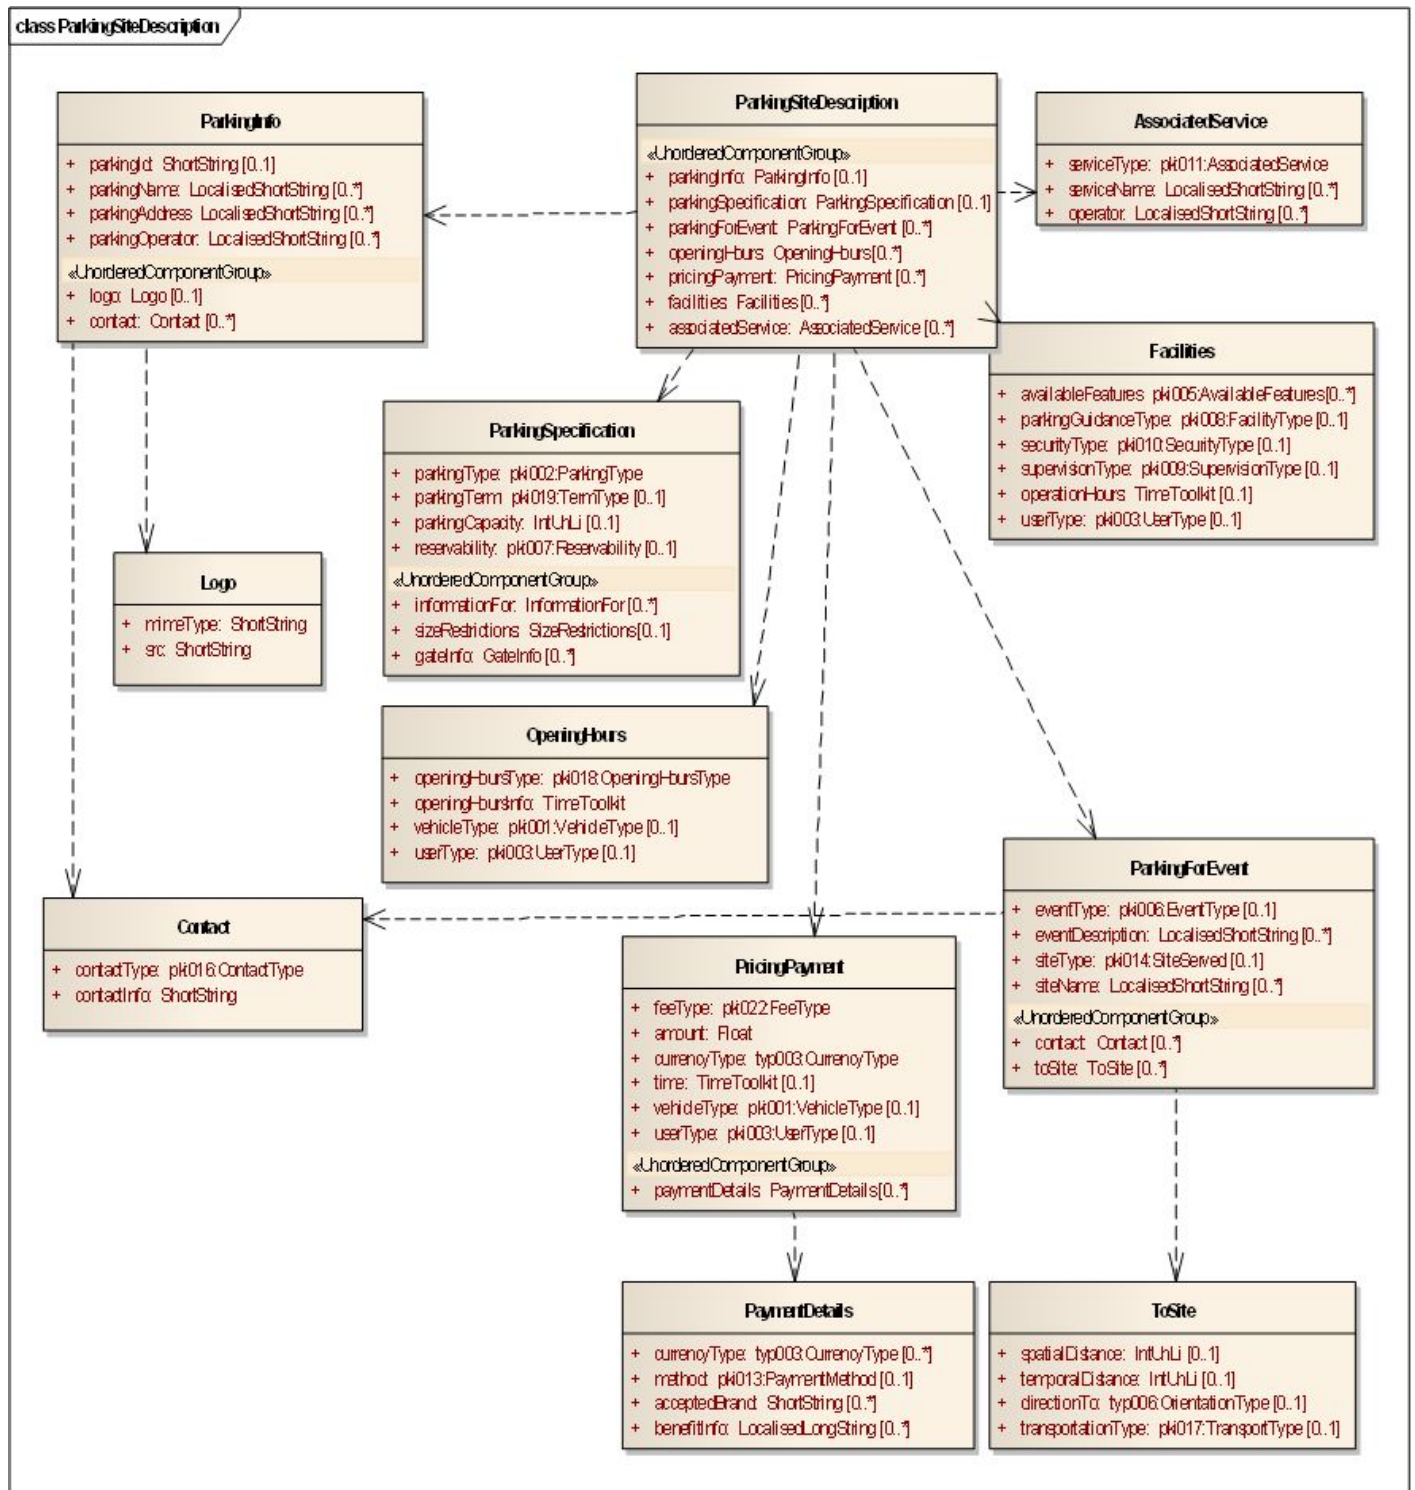 class ParkingSiteDescription
ParkingInfo
+ parkingId: ShortString [0..1]
+ parkingName: LocalisedShortString [0..*]
+ parkingAddress: LocalisedShortString [0..*]
+ parkingOperator: LocalisedShortString [0..*]
«UnorderedComponentGroup»
+ logo: Logo [0..1]
+ contact: Contact [0..*]
ParkingSiteDescription
«UnorderedComponentGroup»
+ parkingInfo: ParkingInfo [0..1]
+ parkingSpecification: ParkingSpecification [0..1]
+ parkingForEvent: ParkingForEvent [0..*]
+ openingHours: OpeningHours [0..*]
+ pricingPayment: PricingPayment [0..*]
+ facilities: Facilities [0..*]
+ associatedService: AssociatedService [0..*]
AssociatedService
+ serviceType: pki011:AssociatedService
+ serviceName: LocalisedShortString [0..*]
+ operator: LocalisedShortString [0..*]
Facilities
+ availableFeatures: pki005:AvailableFeatures [0..*]
+ parkingGuidanceType: pki008:FacilityType [0..1]
+ securityType: pki010:SecurityType [0..1]
+ supervisionType: pki009:SupervisionType [0..1]
+ operationHours: TimeToolkit [0..1]
+ userType: pki003:UserType [0..1]
ParkingSpecification
+ parkingType: pki002:ParkingType
+ parkingTerm: pki019:TermType [0..1]
+ parkingCapacity: IntUnLi [0..1]
+ reservability: pki007:Reservability [0..1]
«UnorderedComponentGroup»
+ informationFor: InformationFor [0..*]
+ sizeRestrictions: SizeRestrictions [0..1]
+ gateInfo: GateInfo [0..*]
Logo
+ mimeType: ShortString
+ src: ShortString
OpeningHours
+ openingHoursType: pki018:OpeningHoursType
+ openingHoursInfo: TimeToolkit
+ vehicleType: pki001:VehicleType [0..1]
+ userType: pki003:UserType [0..1]
Contact
+ contactType: pki016:ContactType
+ contactInfo: ShortString
PricingPayment
+ feeType: pki022:FeeType
+ amount: Float
+ currencyType: typ003:CurrencyType
+ time: TimeToolkit [0..1]
+ vehicleType: pki001:VehicleType [0..1]
+ userType: pki003:UserType [0..1]
«UnorderedComponentGroup»
+ paymentDetails: PaymentDetails [0..*]
ParkingForEvent
+ eventType: pki006:EventType [0..1]
+ eventDescription: LocalisedShortString [0..*]
+ siteType: pki014:SiteServed [0..1]
+ siteName: LocalisedShortString [0..*]
«UnorderedComponentGroup»
+ contact: Contact [0..*]
+ toSite: ToSite [0..*]
PaymentDetails
+ currencyType: typ003:CurrencyType [0..*]
+ method: pki013:PaymentMethod [0..1]
+ acceptedBrand: ShortString [0..*]
+ benefitInfo: LocalisedLongString [0..*]
ToSite
+ spatialDistance: IntUnLi [0..1]
+ temporalDistance: IntUnLi [0..1]
+ directionTo: typ006:OrientationType [0..1]
+ transportationType: pki017:TransportType [0..1]